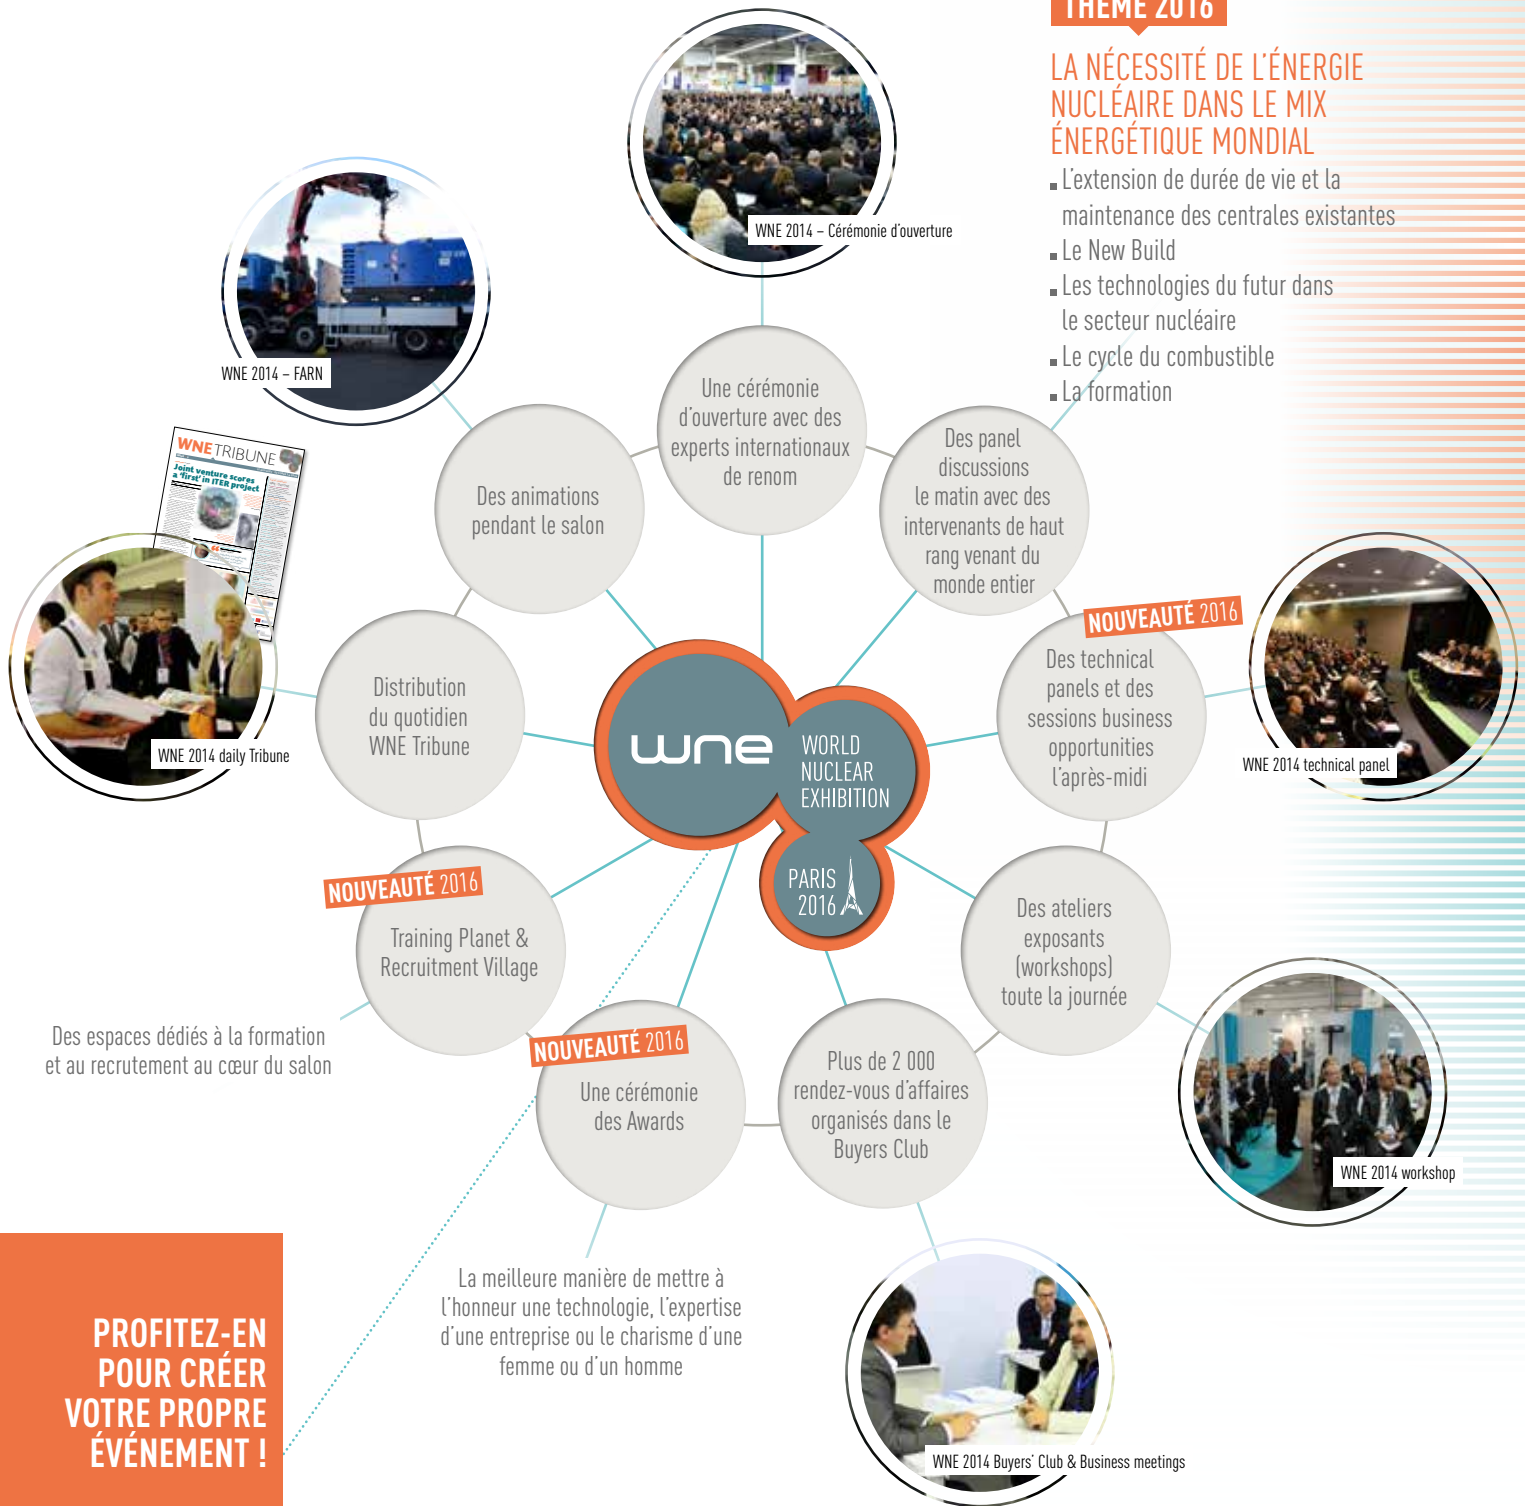 THÈME 2016
LA NÉCESSITÉ DE L'ÉNERGIE
NUCLÉAIRE DANS LE MIX
ÉNERGÉTIQUE MONDIAL
L'extension de durée de vie et la
maintenance des centrales existantes
Le New Build
Les technologies du futur dans
le secteur nucléaire
Le cycle du combustible
La formation
WNE 2014 – Cérémonie d'ouverture
WNE 2014 – FARN
Une cérémonie
d'ouverture avec des
experts internationaux
de renom
Des panel
discussions
le matin avec des
intervenants de haut
rang venant du
monde entier
Des animations
pendant le salon
WNE TRIBUNE
Joint venture scores
a 'first' in ITER project
NOUVEAUTÉ 2016
Des technical
panels et des
sessions business
opportunities
l'après-midi
WNE 2014 technical panel
Distribution
du quotidien
WNE Tribune
WNE 2014 daily Tribune
wne
WORLD
NUCLEAR
EXHIBITION
PARIS
2016
NOUVEAUTÉ 2016
Training Planet &
Recruitment Village
Des espaces dédiés à la formation
et au recrutement au cœur du salon
Des ateliers
exposants
(workshops)
toute la journée
WNE 2014 workshop
NOUVEAUTÉ 2016
Une cérémonie
des Awards
La meilleure manière de mettre à
l'honneur une technologie, l'expertise
d'une entreprise ou le charisme d'une
femme ou d'un homme
Plus de 2 000
rendez-vous d'affaires
organisés dans le
Buyers Club
WNE 2014 Buyers' Club & Business meetings
PROFITEZ-EN
POUR CRÉER
VOTRE PROPRE
ÉVÉNEMENT !